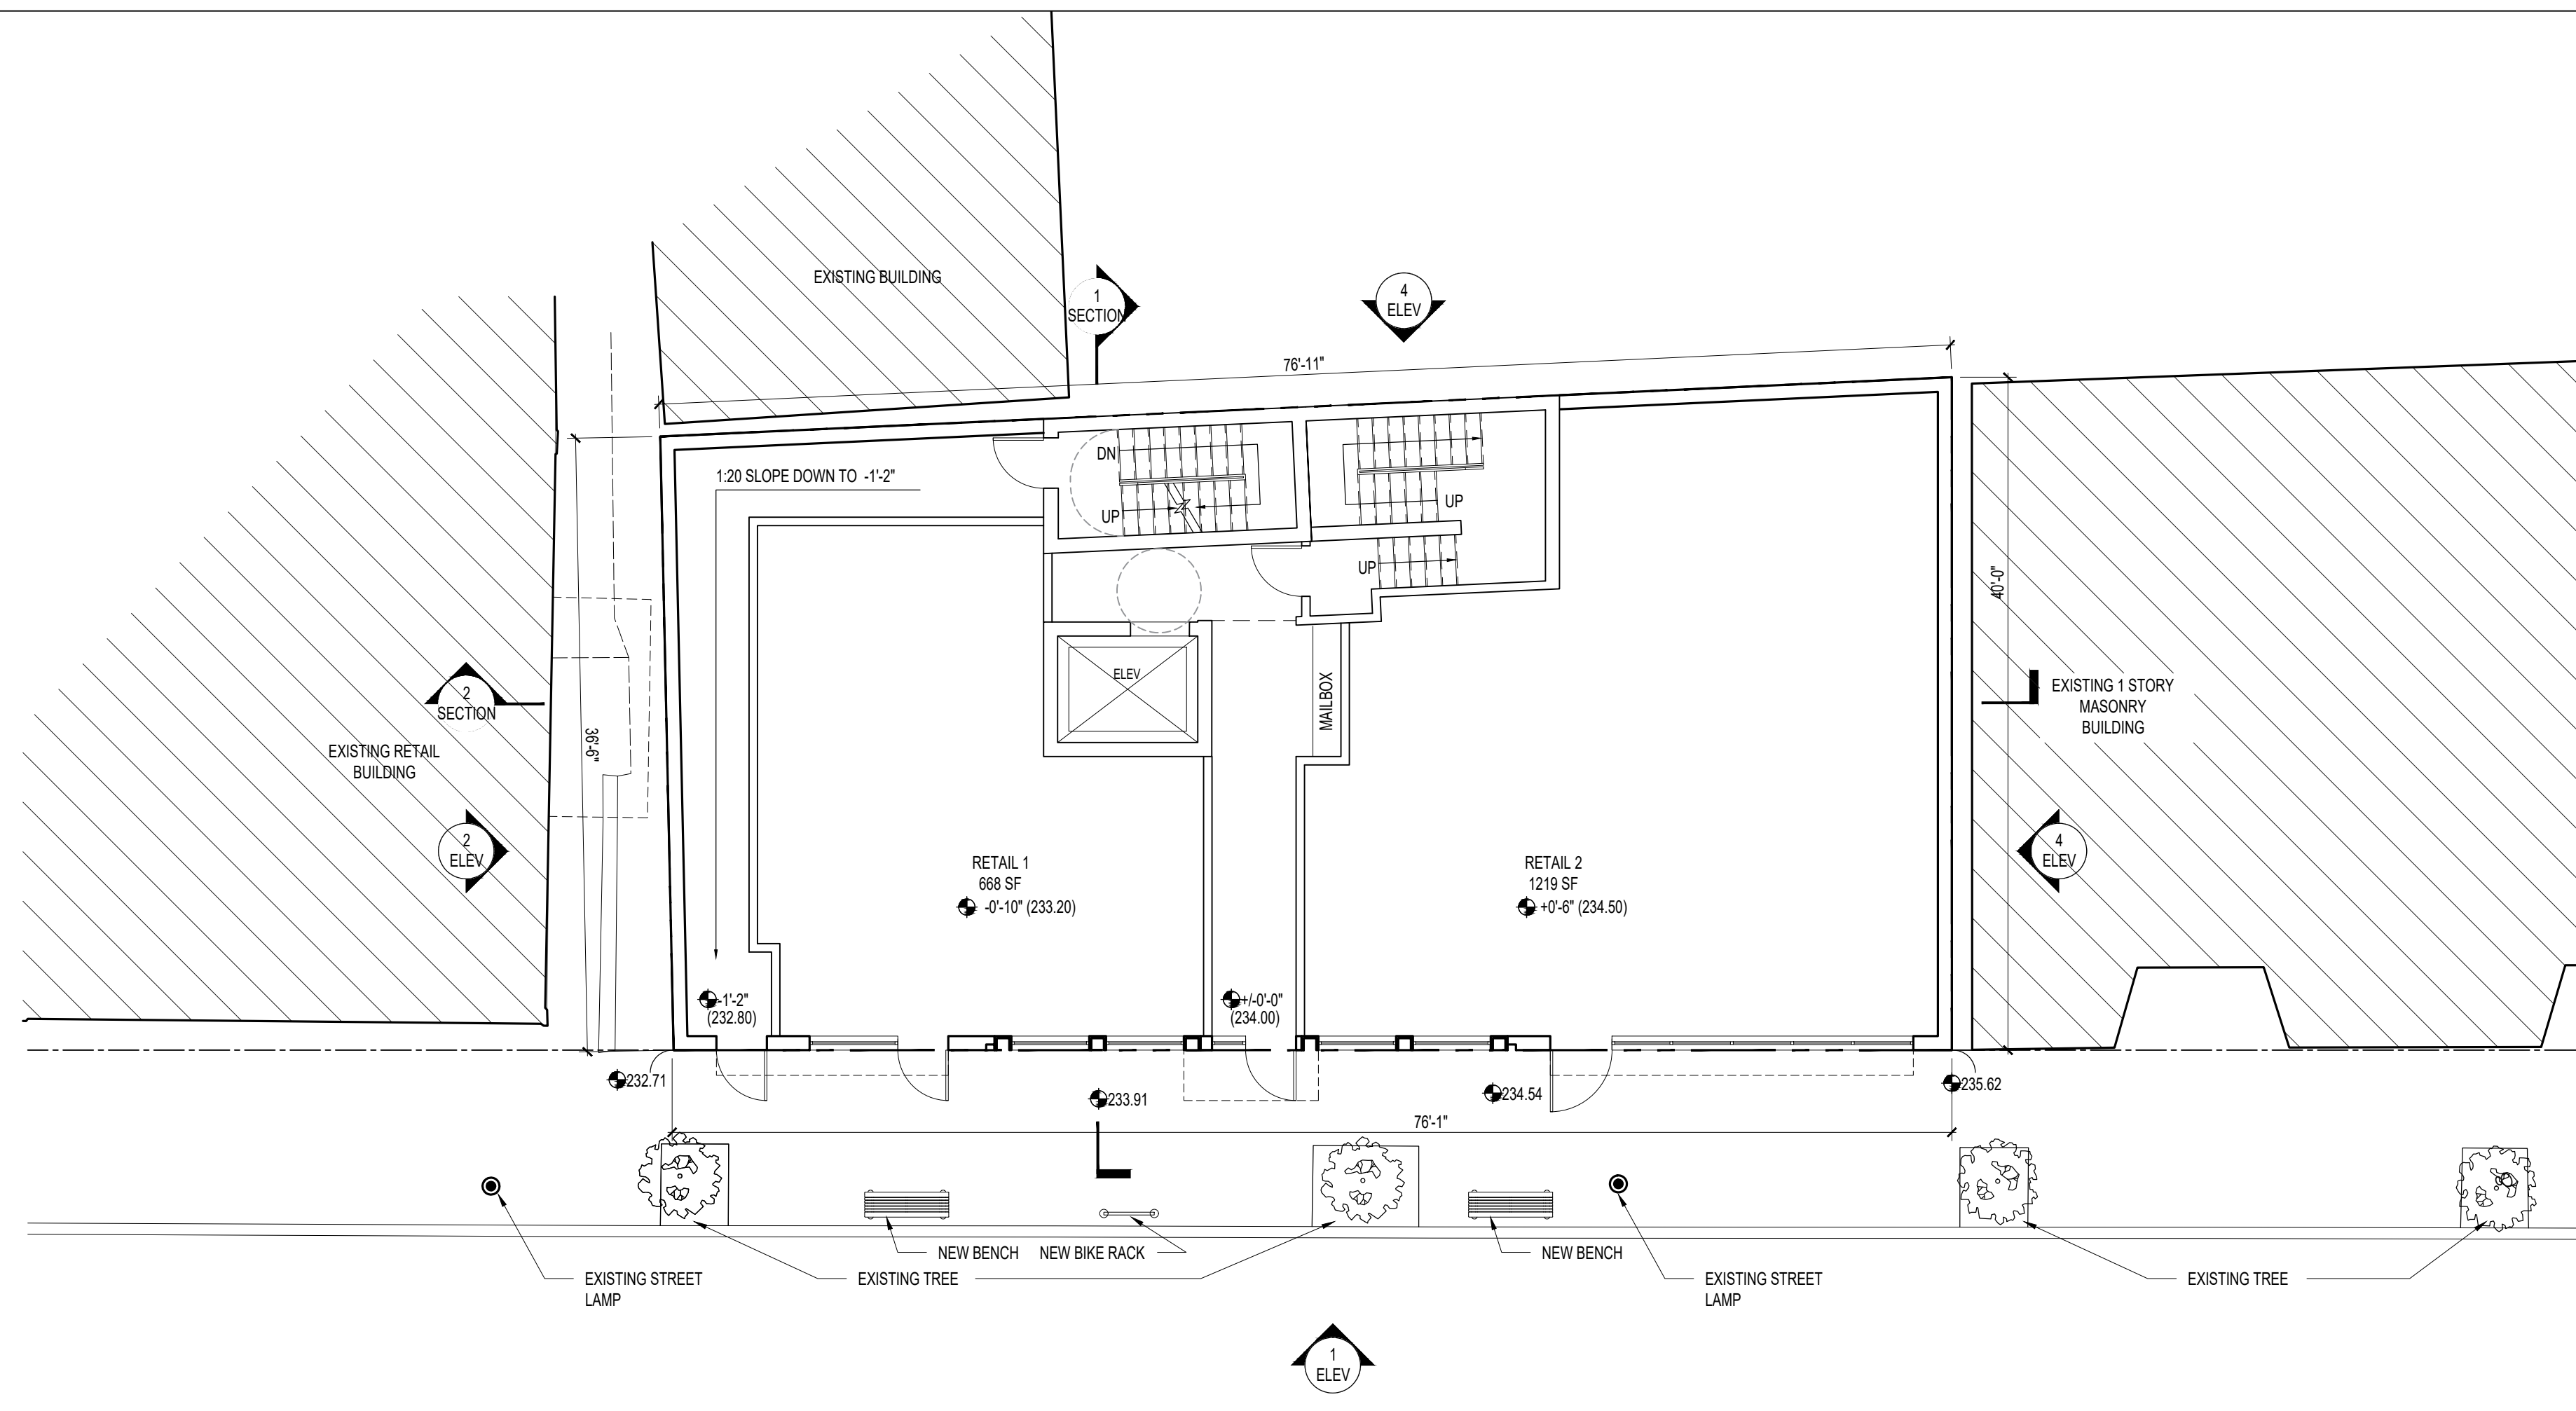 EXISTING BUILDING
1
SECTION
4
ELEV
76'-11"
DN
UP
UP
UP
1:20 SLOPE DOWN TO -1'-2"
40'-0"
ELEV
MAILBOX
2
SECTION
EXISTING RETAIL
BUILDING
36'-6"
2
ELEV
EXISTING 1 STORY
MASONRY
BUILDING
4
ELEV
RETAIL 1
668 SF
-0'-10" (233.20)
RETAIL 2
1219 SF
+0'-6" (234.50)
-1'-2"
(232.80)
+/-0'-0"
(234.00)
232.71
233.91
234.54
235.62
76'-1"
NEW BENCH
NEW BIKE RACK
NEW BENCH
EXISTING STREET
LAMP
EXISTING TREE
EXISTING STREET
LAMP
EXISTING TREE
1
ELEV